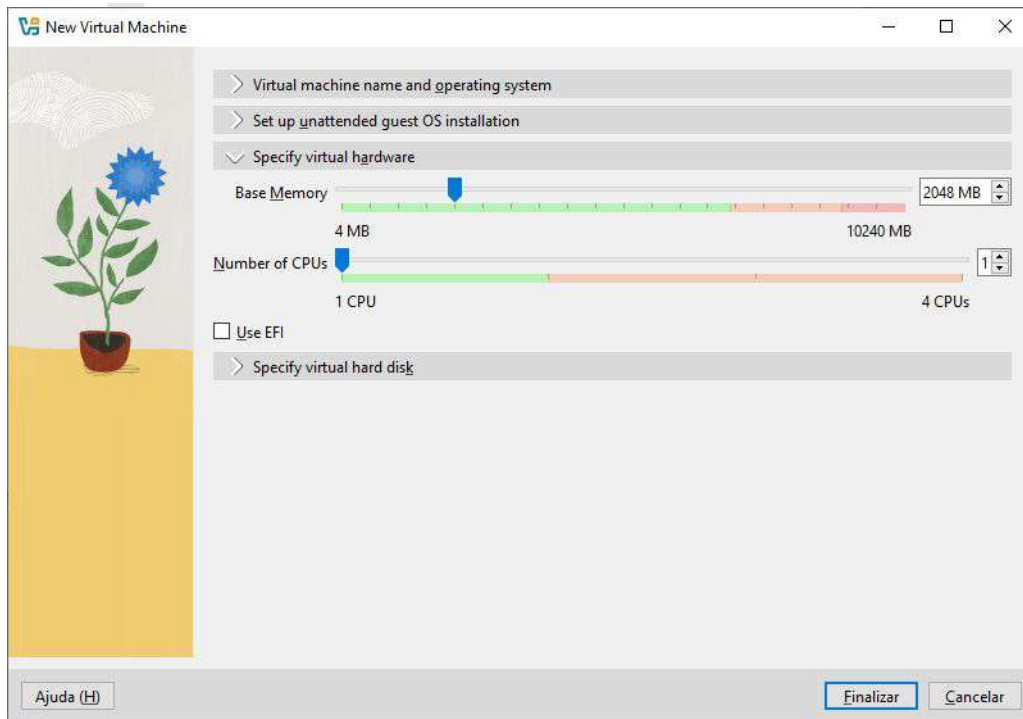 New Virtual Machine
Virtual machine name and operating system
Set up unattended guest OS installation
Specify virtual hardware
Base Memory
2048 MB
4 MB
10240 MB
Number of CPUs
1
1 CPU
4 CPUs
Use EFI
Specify virtual hard disk
Ajuda (H)
Finalizar
Cancelar